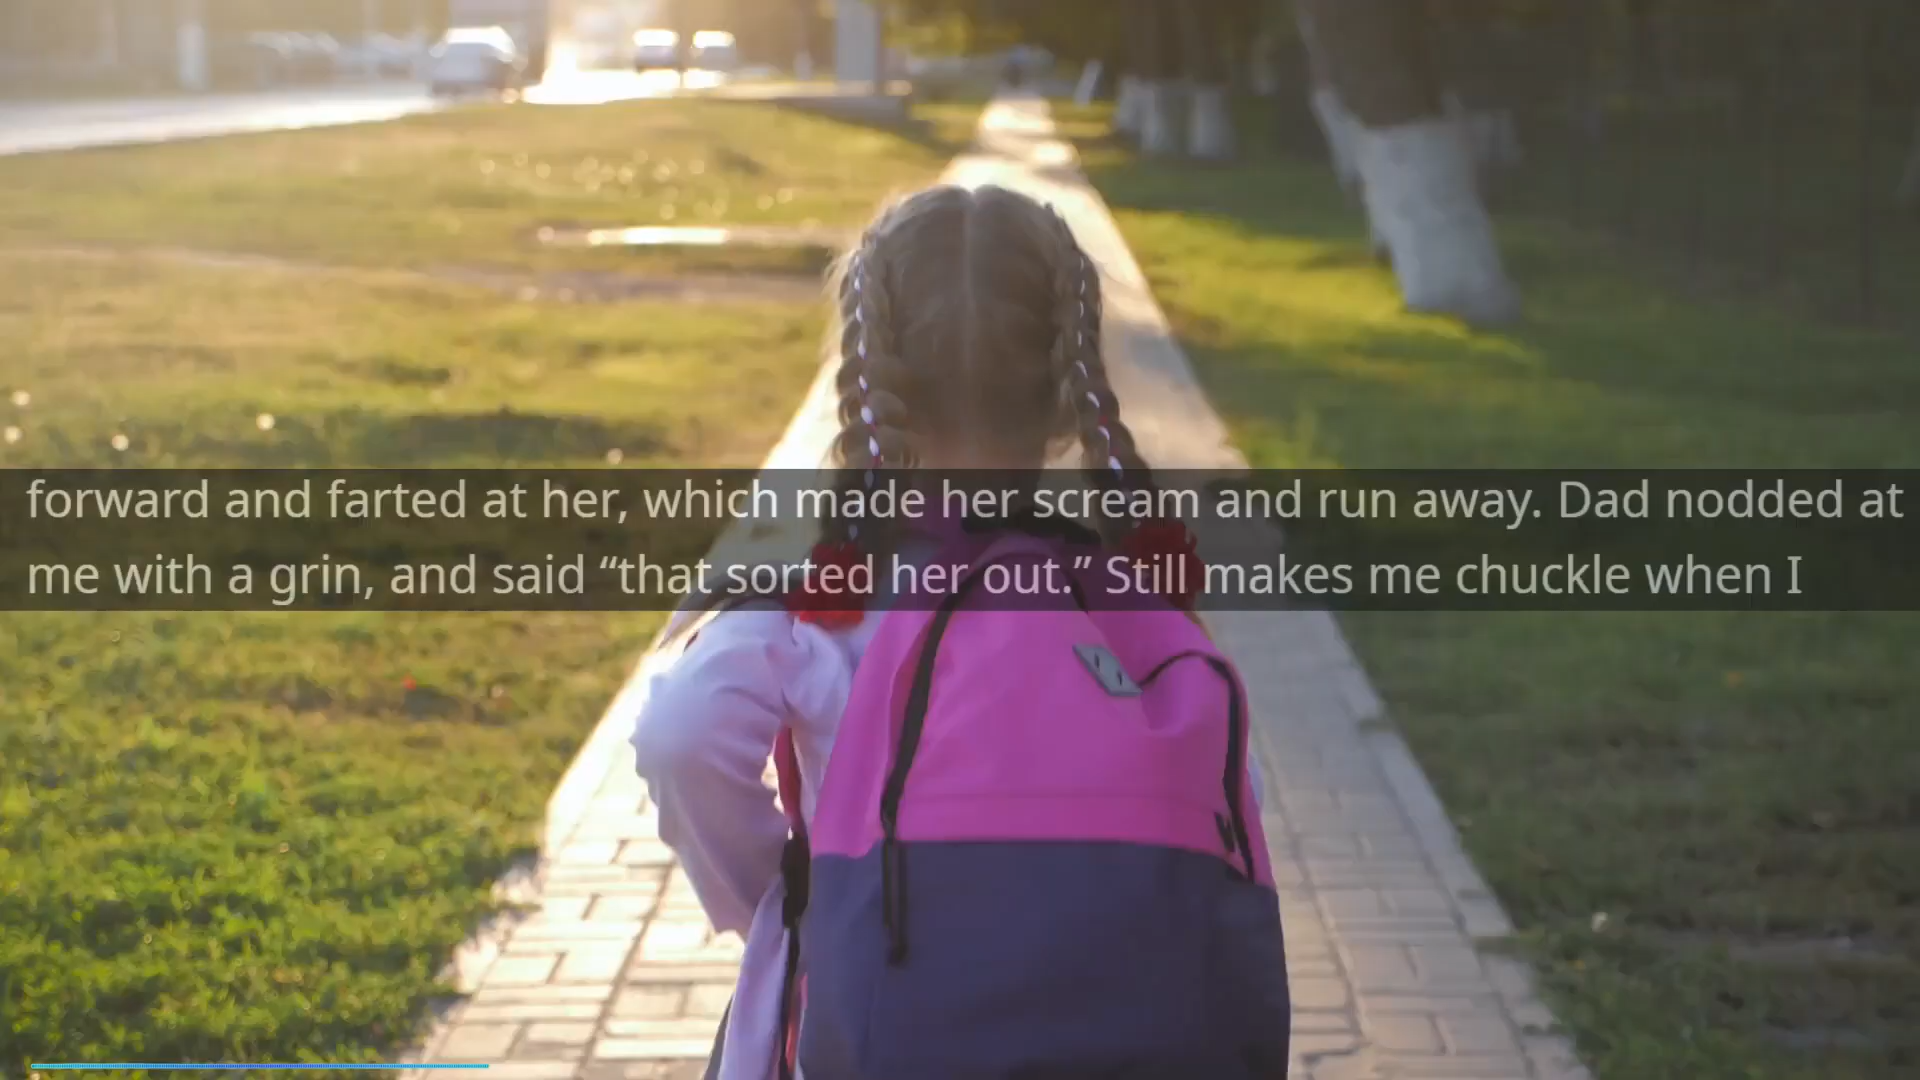 forward and farted at her, which made her scream and run away. Dad nodded at
me with a grin, and said “that sorted her out.” Still makes me chuckle when I